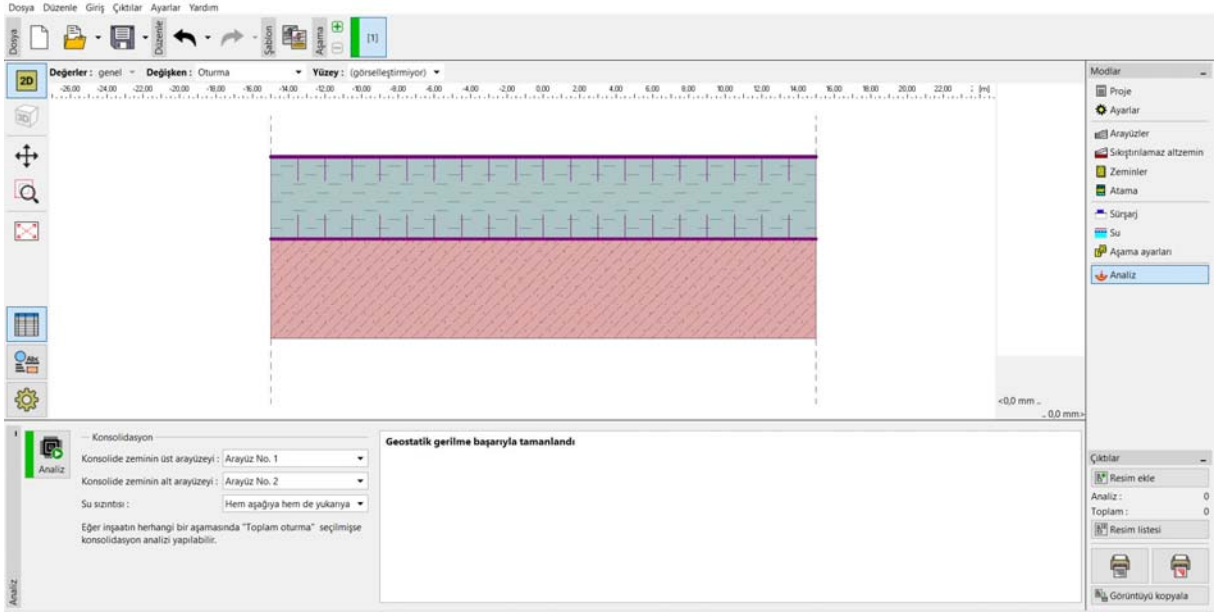 Dosya Düzenle Giriş Çıktılar Ayarlar Yardım
Dosya
Düzenle
Şablon
Aşama
[1]
2D
3D
Değerler : genel Değişken : Oturma Yüzey : (görselleştirmiyor)
-26,00 -24,00 -22,00 -20,00 -18,00 -16,00 -14,00 -12,00 -10,00 -8,00 -6,00 -4,00 -2,00 0,00 2,00 4,00 6,00 8,00 10,00 12,00 14,00 16,00 18,00 20,00 22,00 [m]
<0,0 mm ..
.. 0,0 mm>
Modlar
Proje
Ayarlar
Arayüzler
Sıkıştırılamaz altzemin
Zeminler
Atama
Sürşarj
Su
Aşama ayarları
Analiz
Abc
Analiz
Konsolidasyon
Konsolide zeminin üst arayüzeyi : Arayüz No. 1
Konsolide zeminin alt arayüzeyi : Arayüz No. 2
Su sızıntısı : Hem aşağıya hem de yukarıya
Eğer inşaatın herhangi bir aşamasında "Toplam oturma" seçilmişse
konsolidasyon analizi yapılabilir.
Geostatik gerilme başarıyla tamanlandı
Analiz
Çıktılar
Resim ekle
Analiz : 0
Toplam : 0
Resim listesi
Görüntüyü kopyala